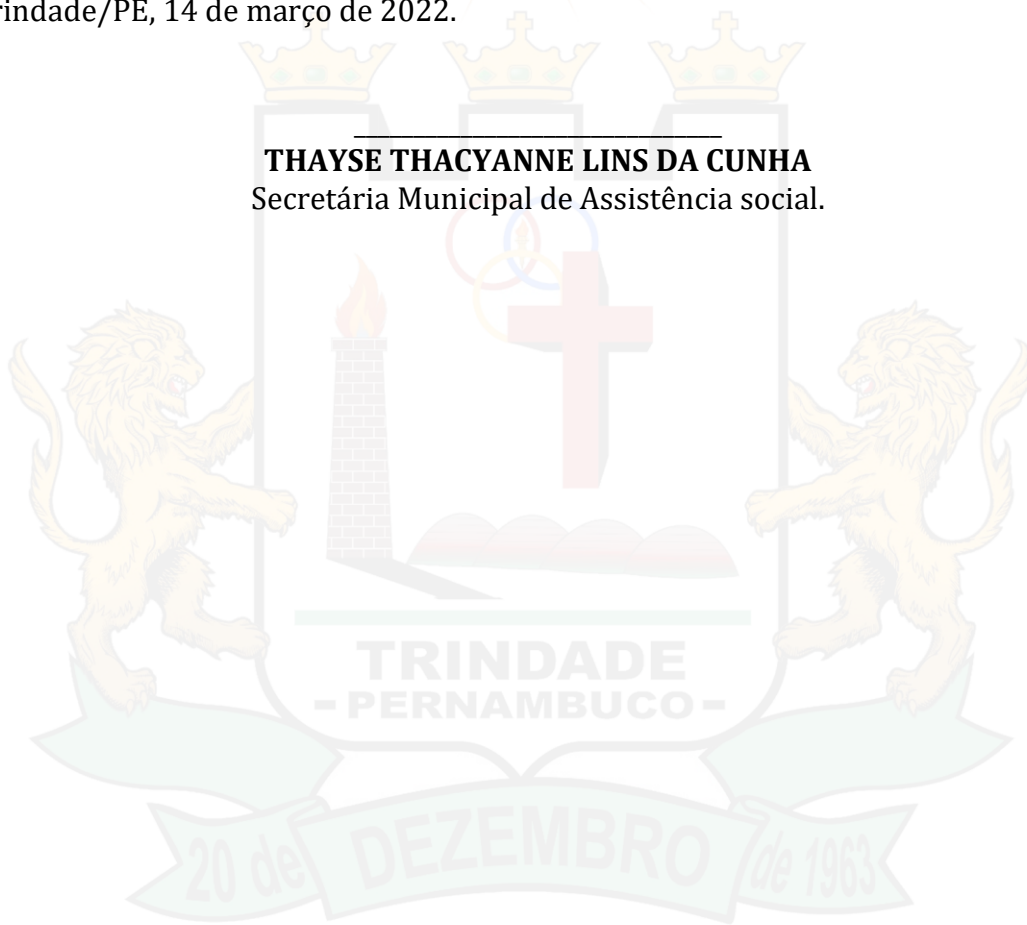 rindade/PE, 14 de março de 2022.
______________________________
THAYSE THACYANNE LINS DA CUNHA
Secretária Municipal de Assistência social.
TRINDADE
- PERNAMBUCO -
20 de DEZEMBRO de 1963